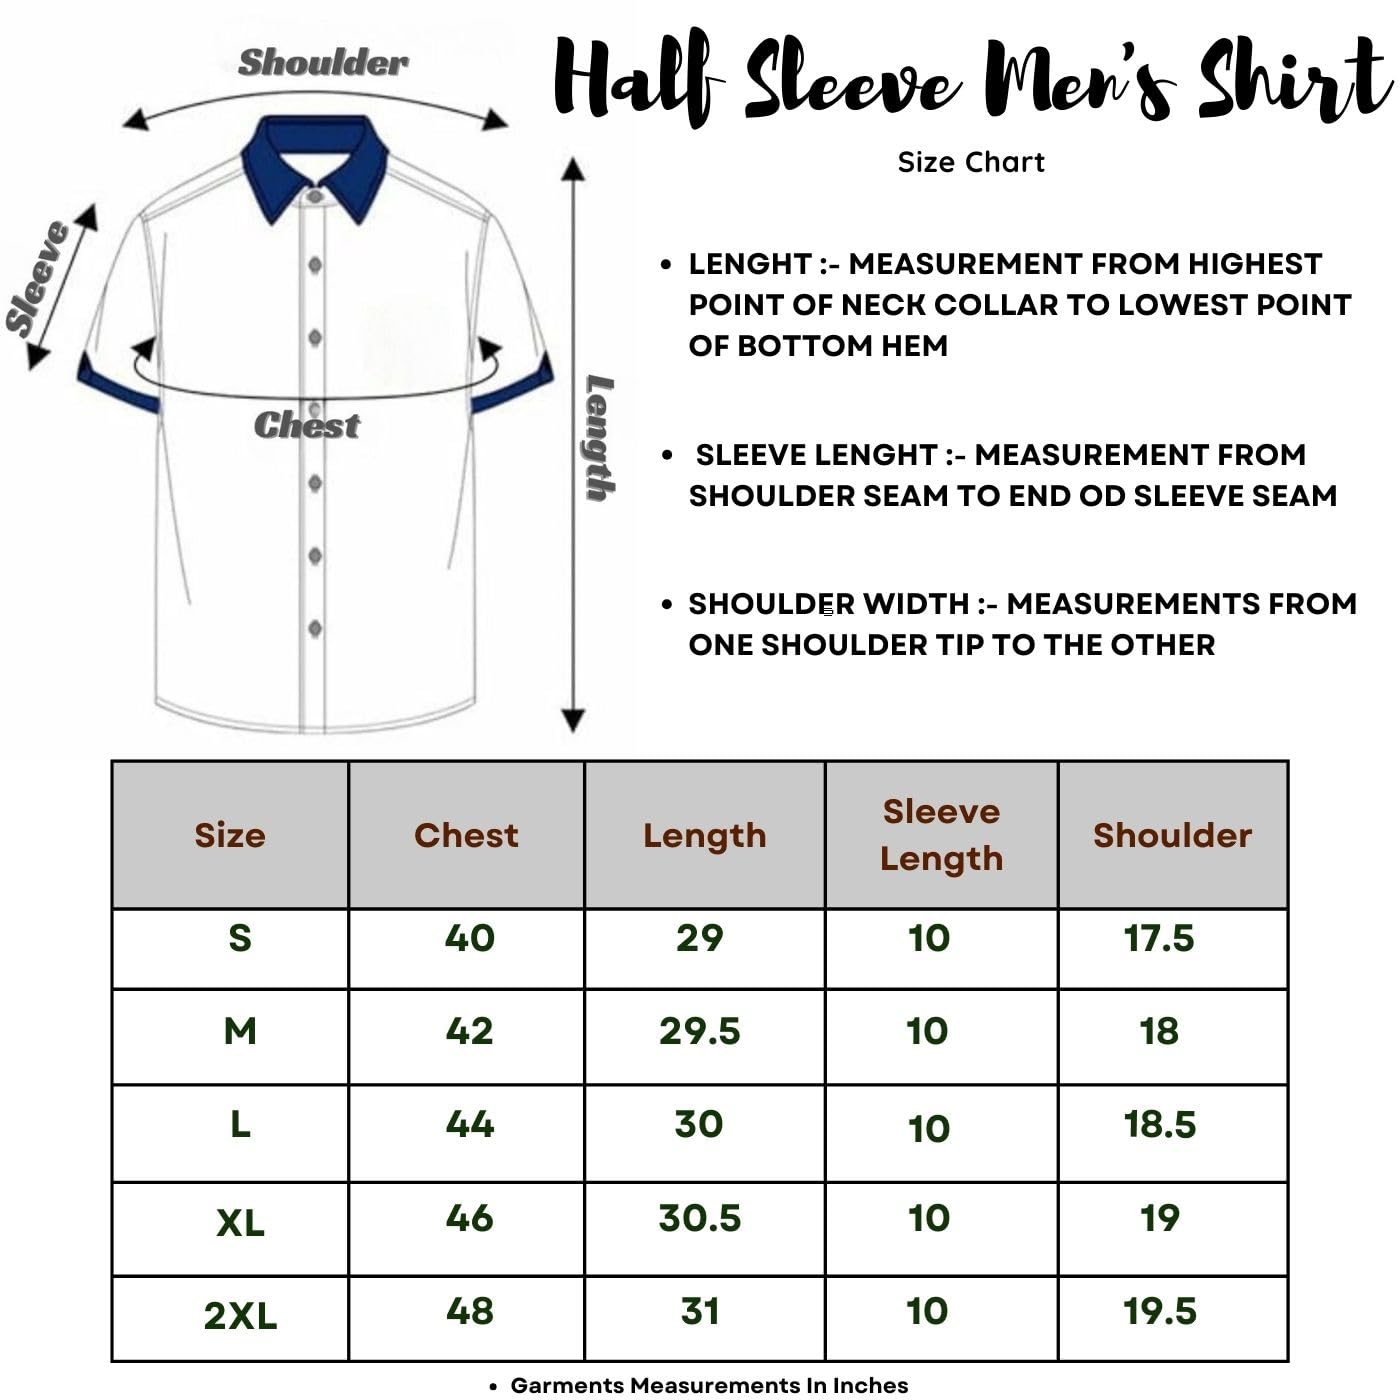 Half Sleeve Men's Shirt
Size Chart
Shoulder
Sleeve
Chest
Length
• LENGHT :- MEASUREMENT FROM HIGHEST
POINT OF NECK COLLAR TO LOWEST POINT
OF BOTTOM HEM
• SLEEVE LENGHT :- MEASUREMENT FROM
SHOULDER SEAM TO END OD SLEEVE SEAM
• SHOULDER WIDTH :- MEASUREMENTS FROM
ONE SHOULDER TIP TO THE OTHER
Size Chest Length Sleeve Length Shoulder
S 40 29 10 17.5
M 42 29.5 10 18
L 44 30 10 18.5
XL 46 30.5 10 19
2XL 48 31 10 19.5
• Garments Measurements In Inches